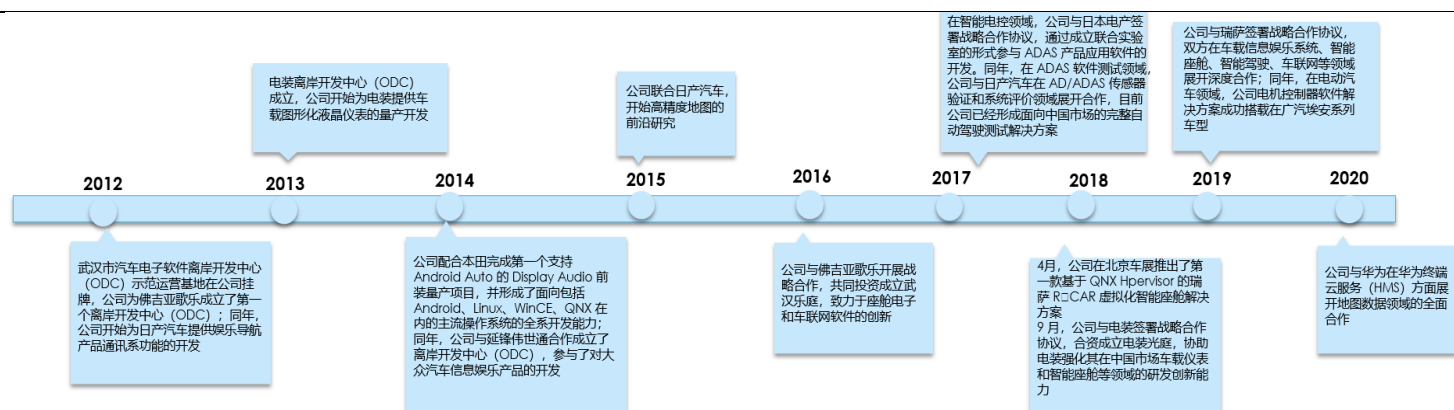 在智能电控领域，公司与日本电产签
署战略合作协议，通过成立联合实验
室的形式参与 ADAS 产品应用软件的
开发。同年，在 ADAS 软件测试领域，
公司与日产汽车在 AD/ADAS 传感器
验证和系统评价领域展开合作，目前
公司已经形成面向中国市场的完整自
动驾驶测试解决方案
公司与瑞萨签署战略合作协议，
双方在车载信息娱乐系统、智能
座舱、智能驾驶、车联网等领域
展开深度合作；同年，在电动汽
车领域，公司电机控制器软件解
决方案成功搭载在广汽埃安系列
车型
电装离岸开发中心（ODC）
成立，公司开始为电装提供车
载图形化液晶仪表的量产开发
公司联合日产汽车，
开始高精度地图的
前沿研究
2012
2013
2014
2015
2016
2017
2018
2019
2020
武汉市汽车电子软件离岸开发中心
（ODC）示范运营基地在公司挂
牌，公司为佛吉亚歌乐成立了第一
个离岸开发中心（ODC）；同年，
公司开始为日产汽车提供娱乐导航
产品通讯系功能的开发
公司配合本田完成第一个支持
Android Auto 的 Display Audio 前
装量产项目，并形成了面向包括
Android、Linux、WinCE、QNX 在
内的主流操作系统的全系开发能力；
同年，公司与延锋伟世通合作成立了
离岸开发中心（ODC），参与了对大
众汽车信息娱乐产品的开发
公司与佛吉亚歌乐开展战
略合作，共同投资成立武
汉乐庭，致力于座舱电子
和车联网软件的创新
4月，公司在北京车展推出了第
一款基于 QNX Hpervisor 的瑞
萨 R□CAR 虚拟化智能座舱解决
方案
9 月，公司与电装签署战略合作
协议，合资成立电装光庭，协助
电装强化其在中国市场车载仪表
和智能座舱等领域的研发创新能
力
公司与华为在华为终端
云服务（HMS）方面展
开地图数据领域的全面
合作